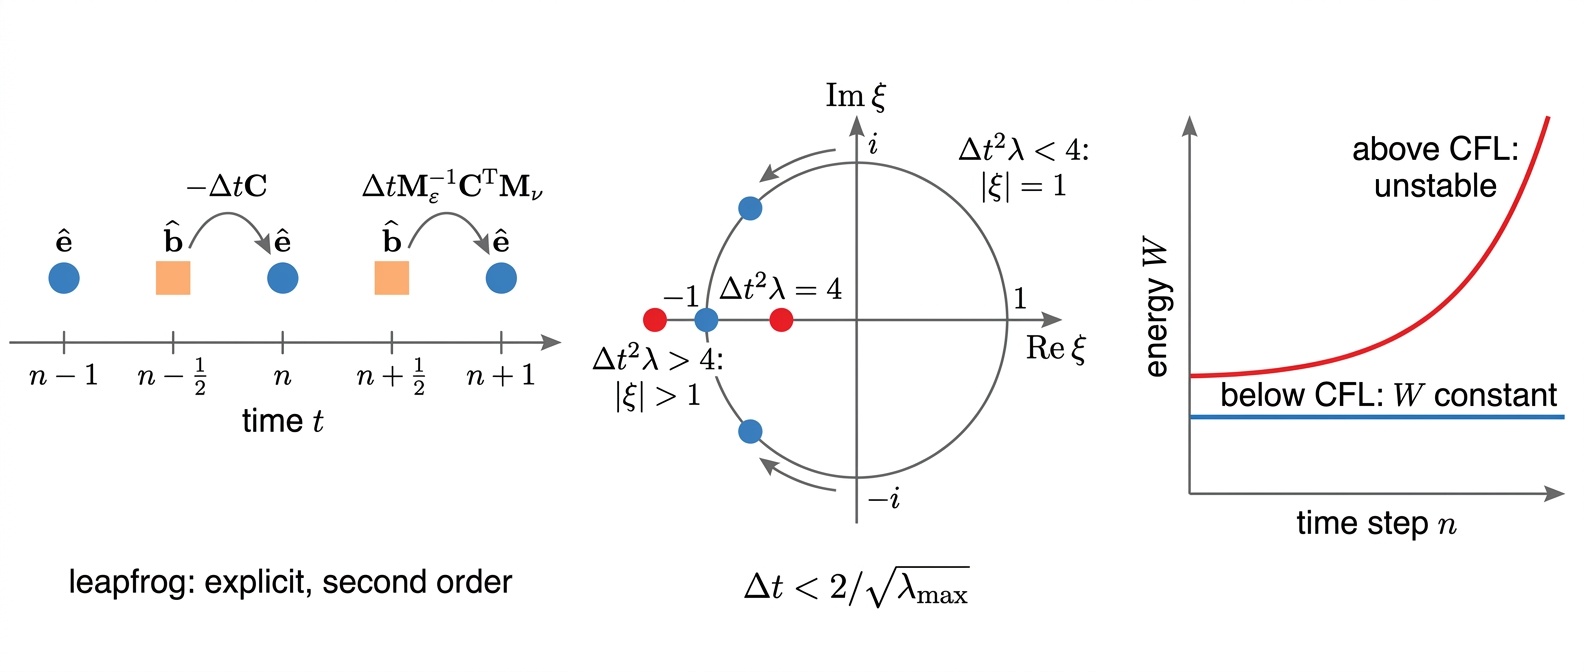 −ΔtC
ΔtM_ε^{−1}C^TM_ν
ê b̂ ê b̂ ê
n − 1 n − 1/2 n n + 1/2 n + 1
time t
leapfrog: explicit, second order
Im ξ
i
Δt²λ < 4:
|ξ| = 1
−1 Δt²λ = 4
1
Re ξ
Δt²λ > 4:
|ξ| > 1
−i
Δt < 2/√λ_max
above CFL:
unstable
energy W
below CFL: W constant
time step n